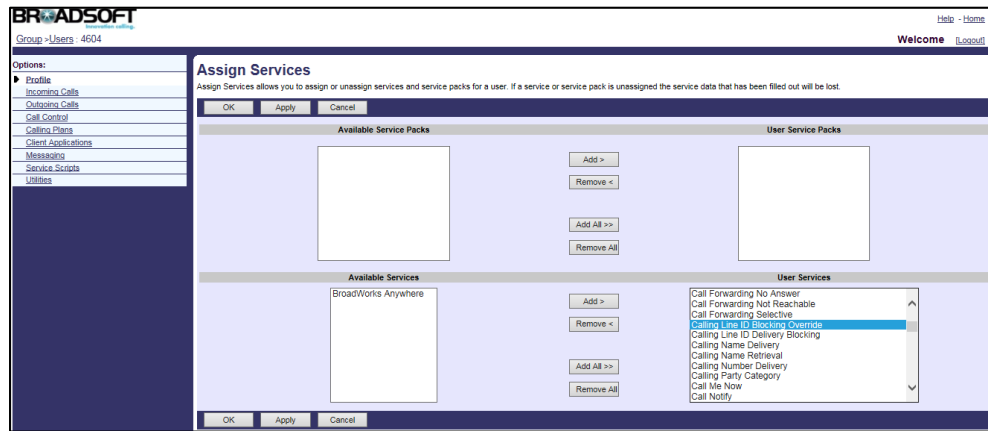 BROADSOFT
innovation calling.
Help - Home
Group >Users : 4604
Welcome [Logout]
Options:
Profile
Incoming Calls
Outgoing Calls
Call Control
Calling Plans
Client Applications
Messaging
Service Scripts
Utilities
Assign Services
Assign Services allows you to assign or unassign services and service packs for a user. If a service or service pack is unassigned the service data that has been filled out will be lost.
OK Apply Cancel
Available Service Packs User Service Packs
Add >
Remove <
Add All >>
Remove All
Available Services User Services
BroadWorks Anywhere
Add >
Remove <
Add All >>
Remove All
Call Forwarding No Answer
Call Forwarding Not Reachable
Call Forwarding Selective
Calling Line ID Blocking Override
Calling Line ID Delivery Blocking
Calling Name Delivery
Calling Name Retrieval
Calling Number Delivery
Calling Party Category
Call Me Now
Call Notify
OK Apply Cancel